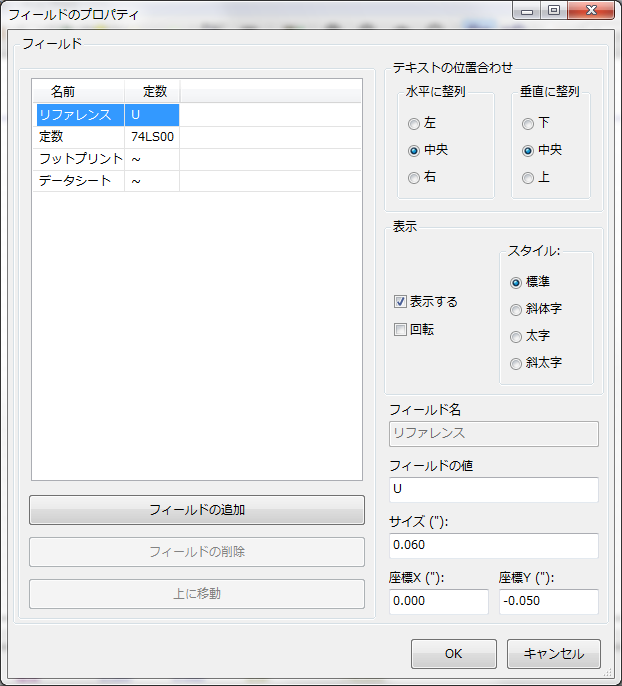 フィールドのプロパティ
フィールド
名前 定数
リファレンス U
定数 74LS00
フットプリント ~
データシート ~
フィールドの追加
フィールドの削除
上に移動
テキストの位置合わせ
水平に整列
左
中央
右
垂直に整列
下
中央
上
表示
表示する
回転
スタイル:
標準
斜体字
太字
斜太字
フィールド名
リファレンス
フィールドの値
U
サイズ ("):
0.060
座標X ("): 座標Y ("):
0.000 -0.050
OK キャンセル